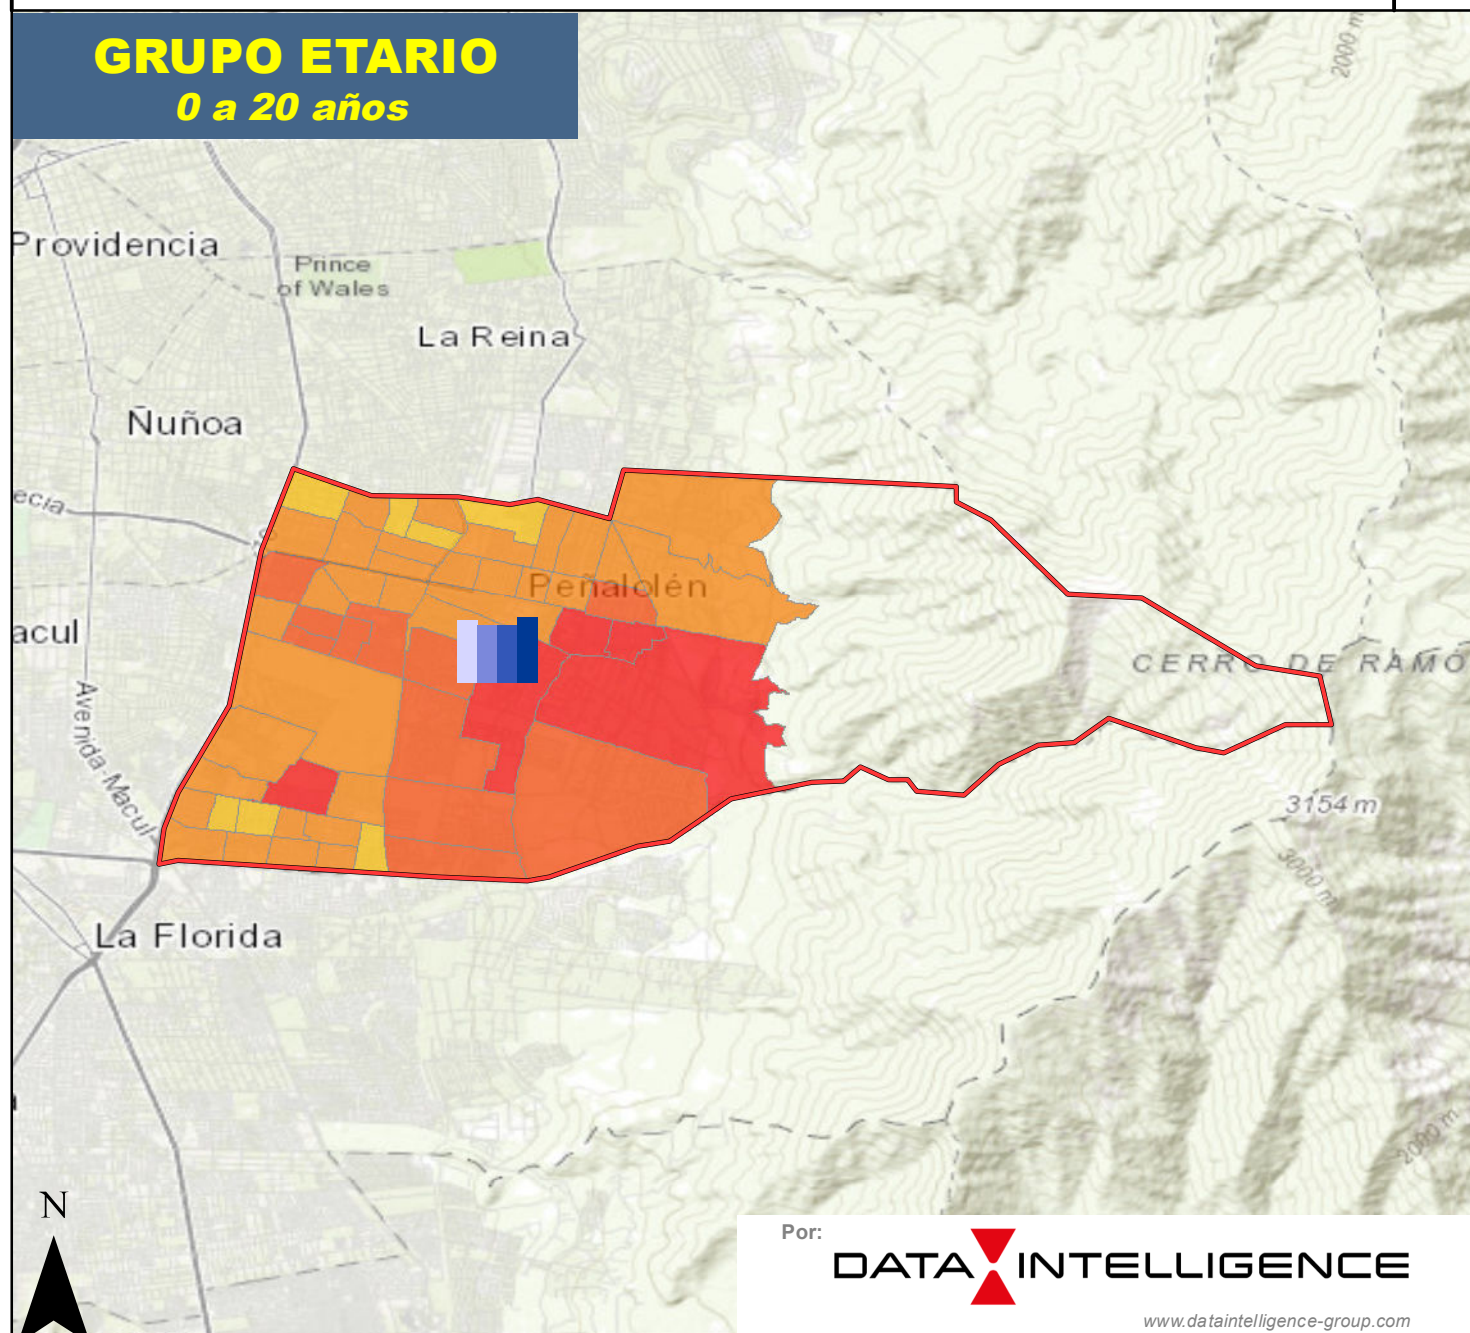 GRUPO ETARIO
0 a 20 años
2000 m
Providencia
Prince
of Wales
La Reina
Ñuñoa
ecia
Peñalolén
acul
CERRO DE RAMÓ
Avenida Macul
3154 m
3000 m
La Florida
2000 m
N
Por:
DATA INTELLIGENCE
www.dataintelligence-group.com